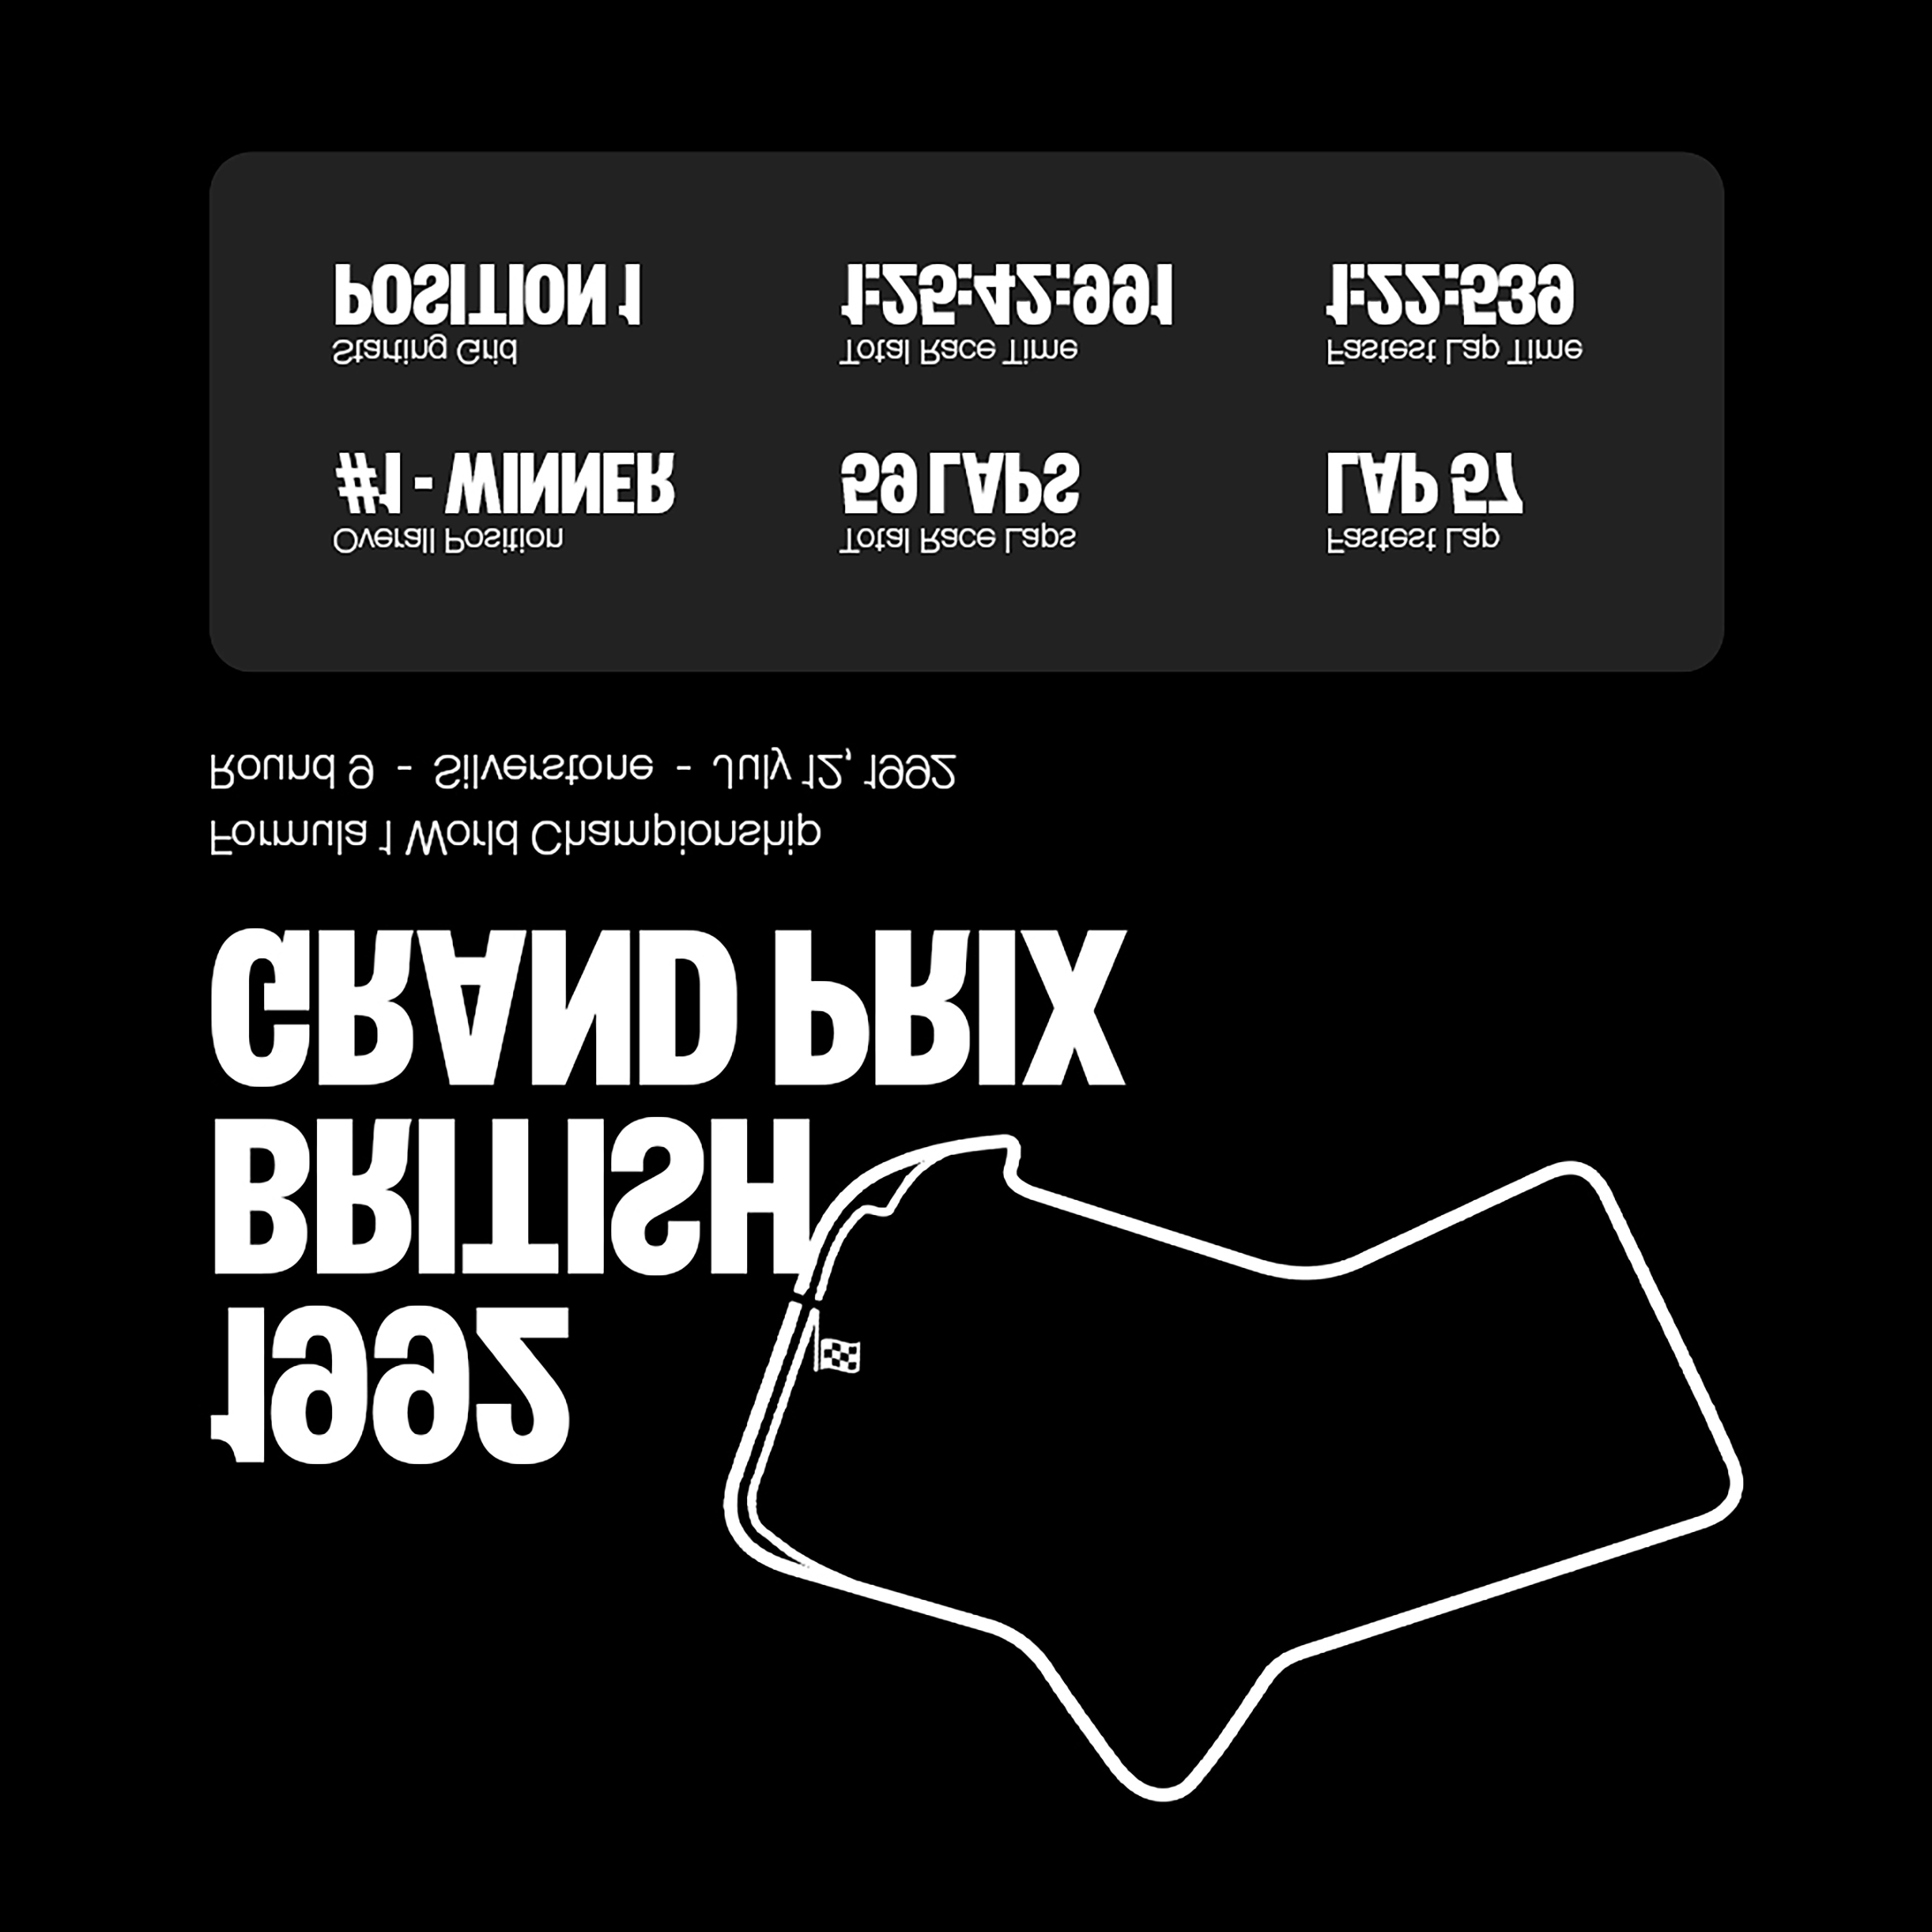 1992
BRITISH
GRAND PRIX
Formula 1 World Championship
Round 9 - Silverstone - July 12, 1992
Overall Position
#1 - WINNER
Total Race Laps
59 LAPS
Fastest Lap
LAP 57
Starting Grid
POSITION 1
Total Race Time
1:25:42:991
Fastest Lap Time
1:22:539